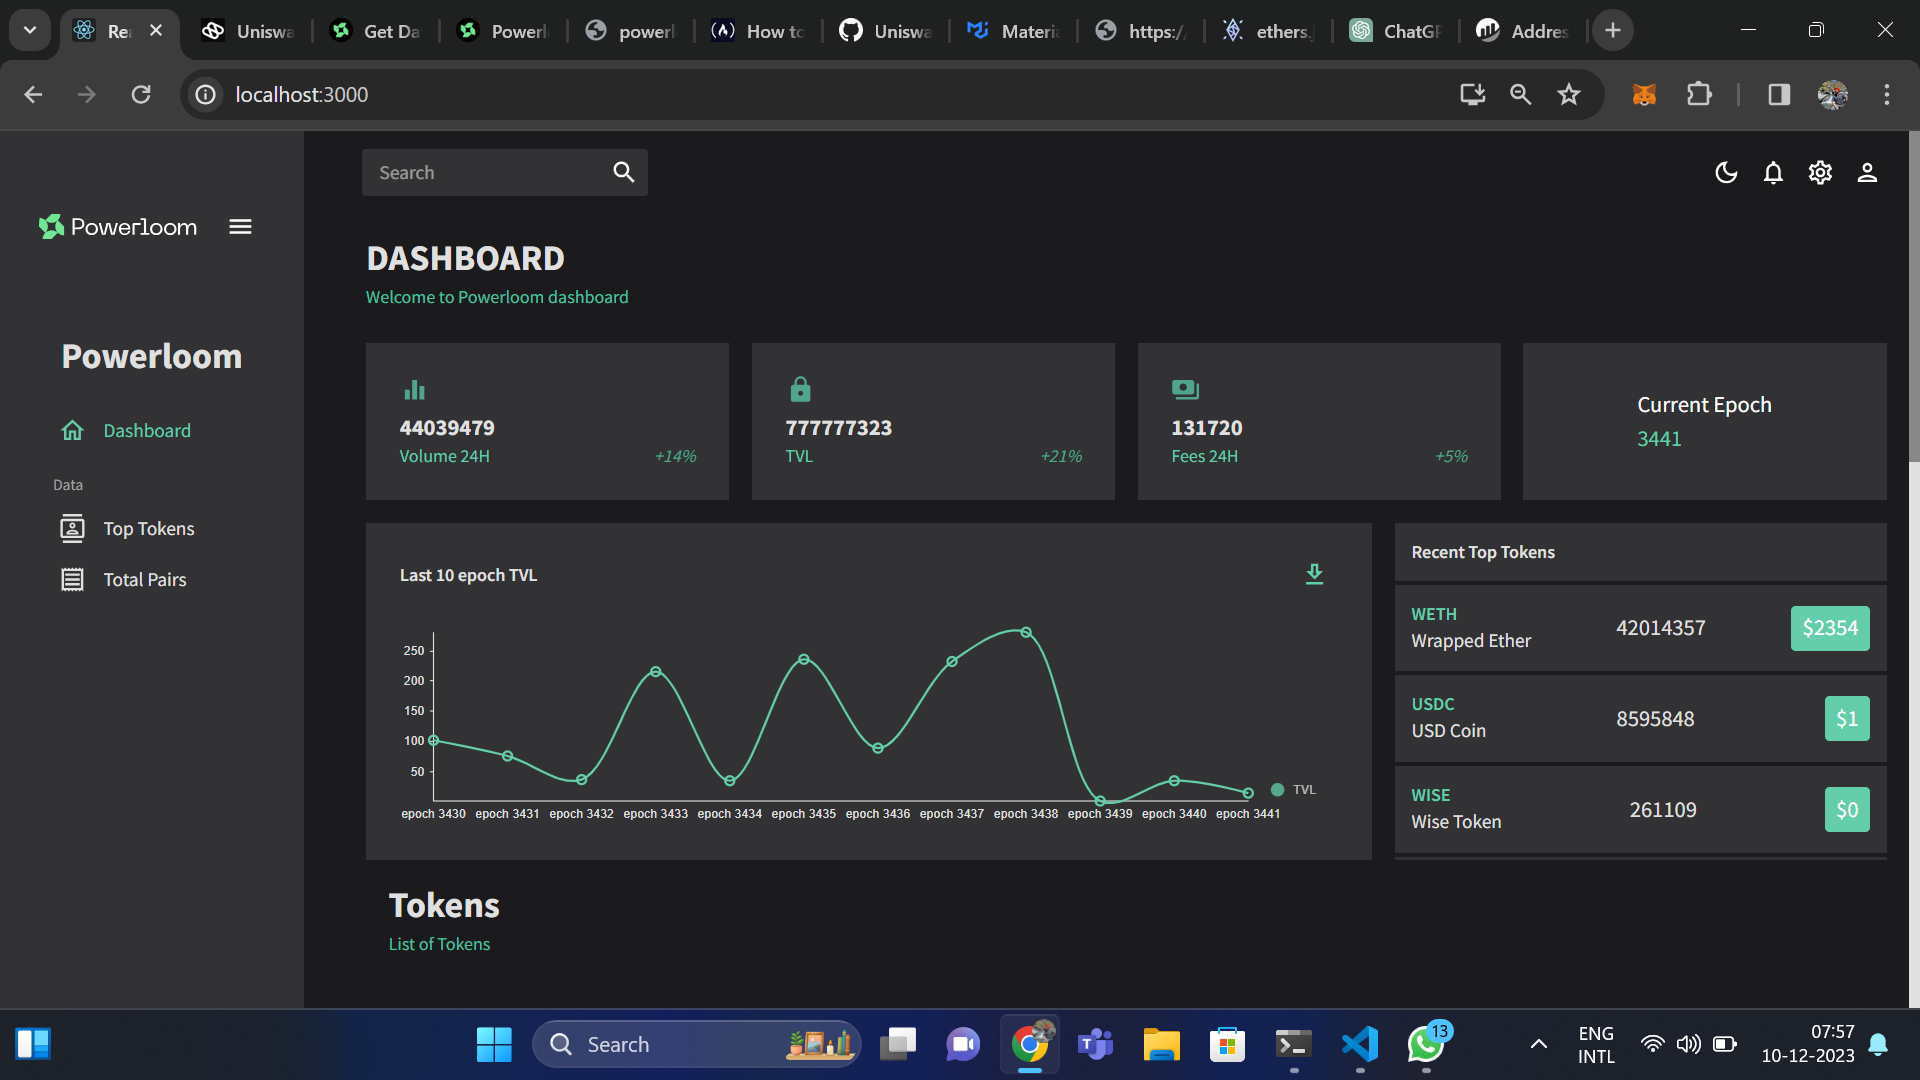 Re
Uniswa
Get Da
Powerl
powerl
How to
Uniswa
Materia
https:/
ethers.j
ChatGP
Addres
localhost:3000
Search
Powerloom
DASHBOARD
Welcome to Powerloom dashboard
Powerloom
Dashboard
Data
Top Tokens
Total Pairs
44039479
Volume 24H +14%
777777323
TVL +21%
131720
Fees 24H +5%
Current Epoch
3441
Last 10 epoch TVL
250
200
150
100
50
epoch 3430 epoch 3431 epoch 3432 epoch 3433 epoch 3434 epoch 3435 epoch 3436 epoch 3437 epoch 3438 epoch 3439 epoch 3440 epoch 3441
TVL
Recent Top Tokens
WETH
Wrapped Ether
42014357
$2354
USDC
USD Coin
8595848
$1
WISE
Wise Token
261109
$0
Tokens
List of Tokens
Search
T
13
ENG
INTL
07:57
10-12-2023